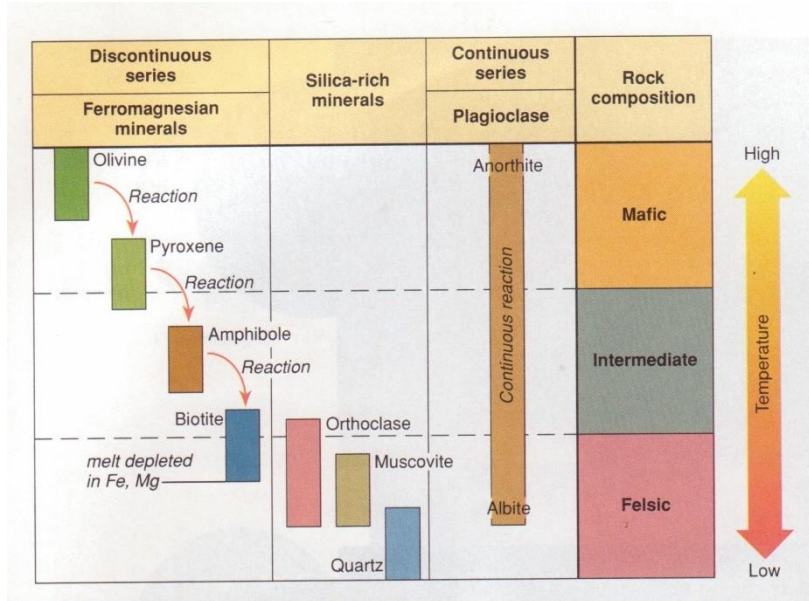 Discontinuous
series
Ferromagnesian
minerals
Silica-rich
minerals
Continuous
series
Plagioclase
Rock
composition
Olivine
Reaction
Pyroxene
Reaction
Amphibole
Reaction
Biotite
melt depleted
in Fe, Mg
Orthoclase
Muscovite
Quartz
Anorthite
Continuous reaction
Albite
Mafic
Intermediate
Felsic
High
Temperature
Low